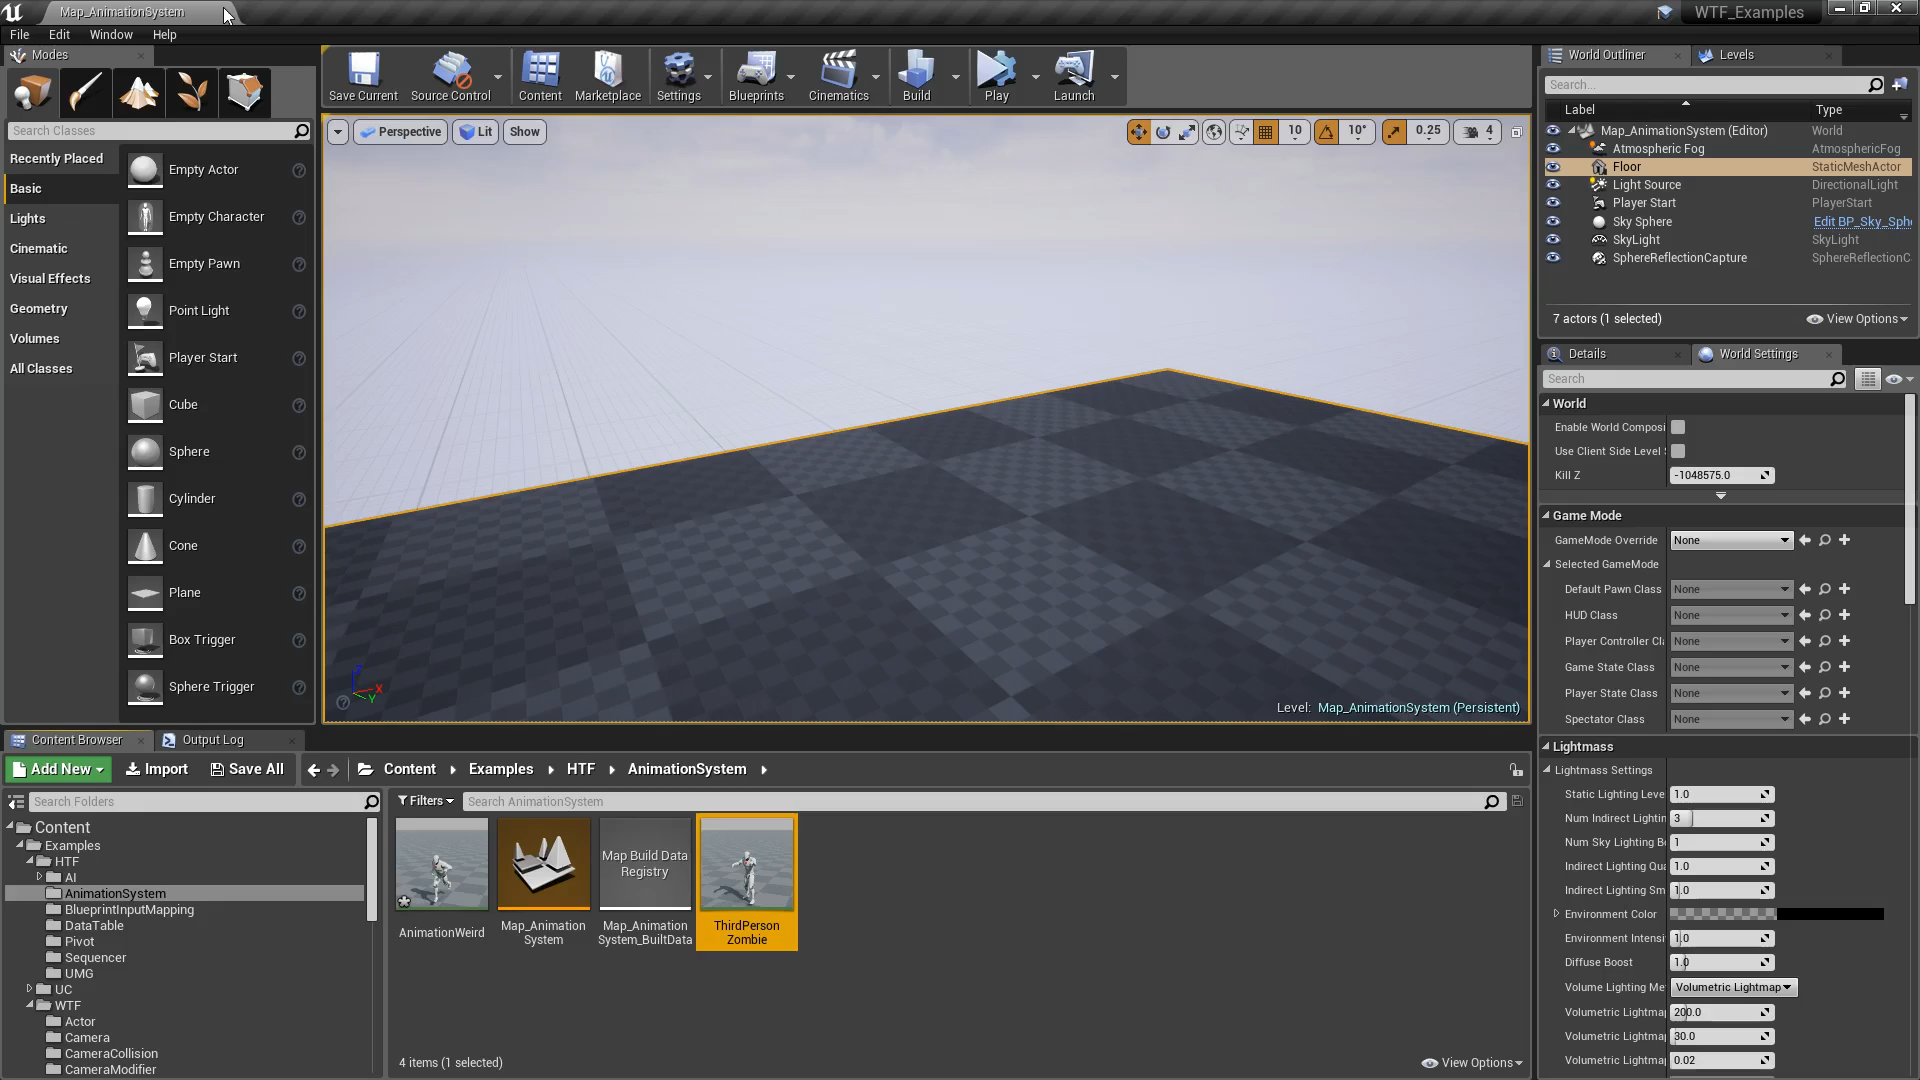 Map_AnimationSystem
WTF_Examples
File Edit Window Help
Modes
Search Classes
Recently Placed
Basic
Lights
Cinematic
Visual Effects
Geometry
Volumes
All Classes
Empty Actor
Empty Character
Empty Pawn
Point Light
Player Start
Cube
Sphere
Cylinder
Cone
Plane
Box Trigger
Sphere Trigger
Save Current Source Control Content Marketplace Settings Blueprints Cinematics Build Play Launch
Perspective Lit Show
10 10° 0.25 4
Z X Y
Level: Map_AnimationSystem (Persistent)
World Outliner Levels
Search...
Label Type
Map_AnimationSystem (Editor) World
Atmospheric Fog AtmosphericFog
Floor StaticMeshActor
Light Source DirectionalLight
Player Start PlayerStart
Sky Sphere Edit BP_Sky_Sph
SkyLight SkyLight
SphereReflectionCapture SphereReflectionC
7 actors (1 selected) View Options
Details World Settings
Search
World
Enable World Composi
Use Client Side Level
Kill Z -1048575.0
Game Mode
GameMode Override None
Selected GameMode
Default Pawn Class None
HUD Class None
Player Controller Cl None
Game State Class None
Player State Class None
Spectator Class None
Lightmass
Lightmass Settings
Static Lighting Leve 1.0
Num Indirect Lightin 3
Num Sky Lighting B 1
Indirect Lighting Qua 1.0
Indirect Lighting Sm 1.0
Environment Color
Environment Intensi 1.0
Diffuse Boost 1.0
Volume Lighting Me Volumetric Lightmap
Volumetric Lightma 200.0
Volumetric Lightma 30.0
Volumetric Lightma 0.02
Content Browser Output Log
Add New Import Save All Content Examples HTF AnimationSystem
Search Folders
Content
Examples
HTF
AI
AnimationSystem
BlueprintInputMapping
DataTable
Pivot
Sequencer
UMG
UC
WTF
Actor
Camera
CameraCollision
CameraModifier
Filters Search AnimationSystem
Map Build Data
Registry
AnimationWeird
Map_Animation
System
Map_Animation
System_BuiltData
ThirdPerson
Zombie
4 items (1 selected) View Options